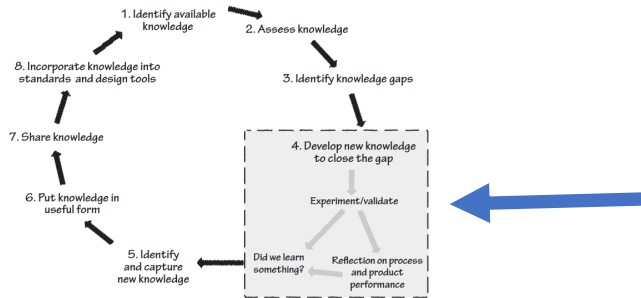 1. Identify available
knowledge
2. Assess knowledge
3. Identify knowledge gaps
4. Develop new knowledge
to close the gap
Experiment/validate
Did we learn
something?
Reflection on process
and product
performance
5. Identify
and capture
new knowledge
6. Put knowledge in
useful form
7. Share knowledge
8. Incorporate knowledge into
standards and design tools